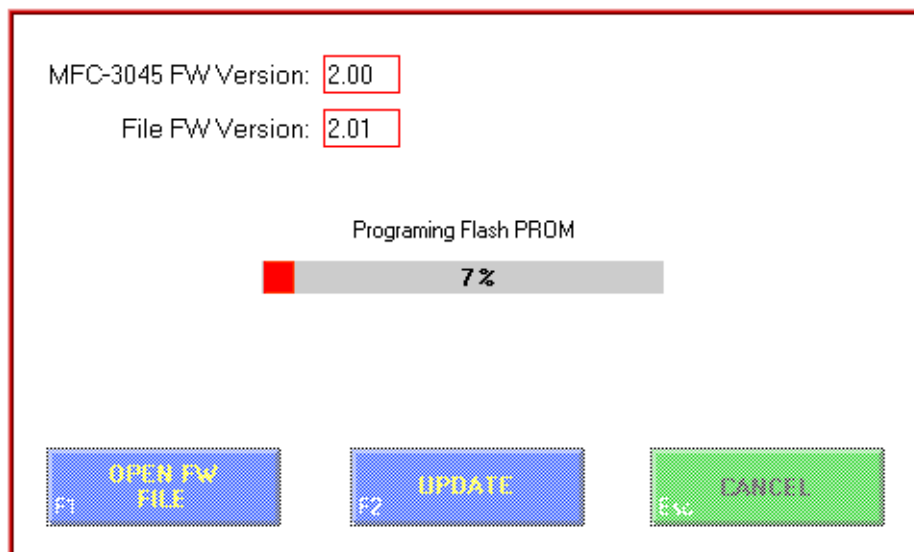 MFC-3045 FW Version: 2.00
File FW Version: 2.01
Programing Flash PROM
7%
OPEN FW
FILE
F1
UPDATE
F2
CANCEL
Esc